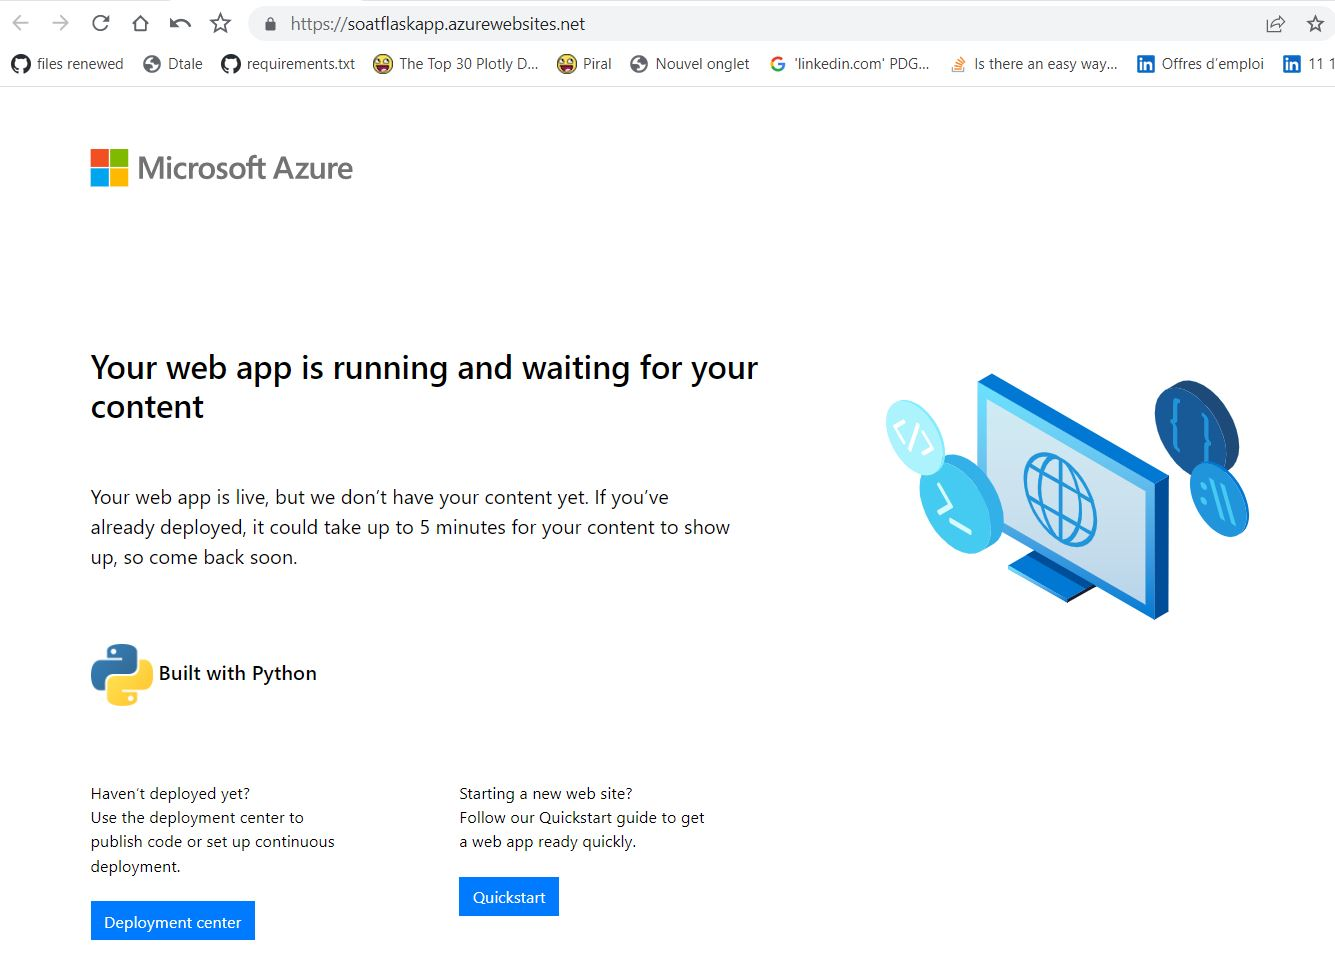 https://soatflaskapp.azurewebsites.net
files renewed Dtale requirements.txt The Top 30 Plotly D... Piral Nouvel onglet 'linkedin.com' PDG... Is there an easy way... Offres d'emploi 11 1
Microsoft Azure
Your web app is running and waiting for your
content
Your web app is live, but we don't have your content yet. If you've
already deployed, it could take up to 5 minutes for your content to show
up, so come back soon.
Built with Python
Haven't deployed yet?
Use the deployment center to
publish code or set up continuous
deployment.
Deployment center
Starting a new web site?
Follow our Quickstart guide to get
a web app ready quickly.
Quickstart